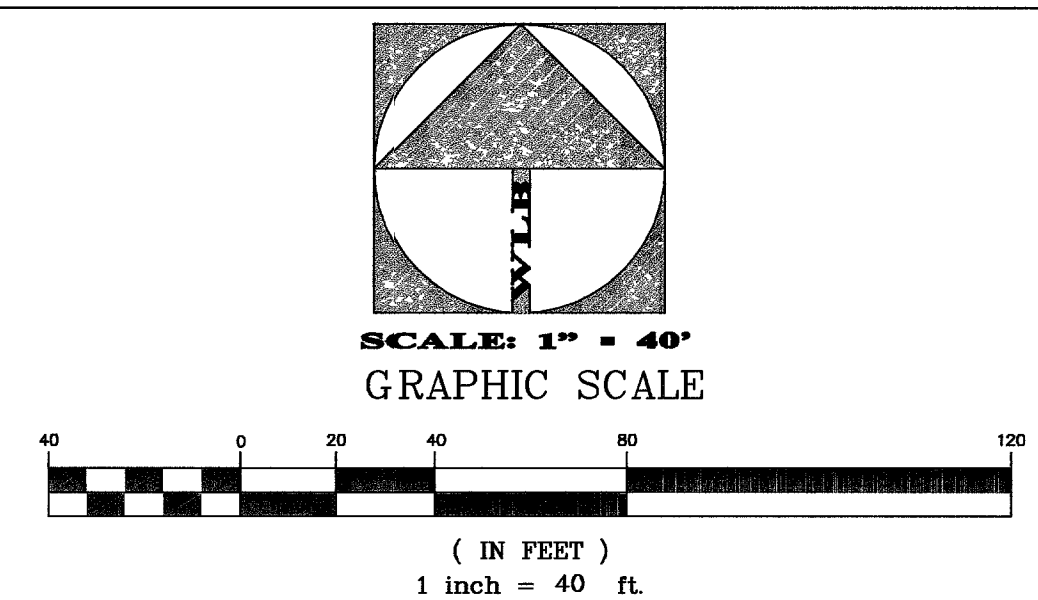 WLB
SCALE: 1" = 40'
GRAPHIC SCALE
40 0 20 40 80 120
( IN FEET )
1 inch = 40 ft.